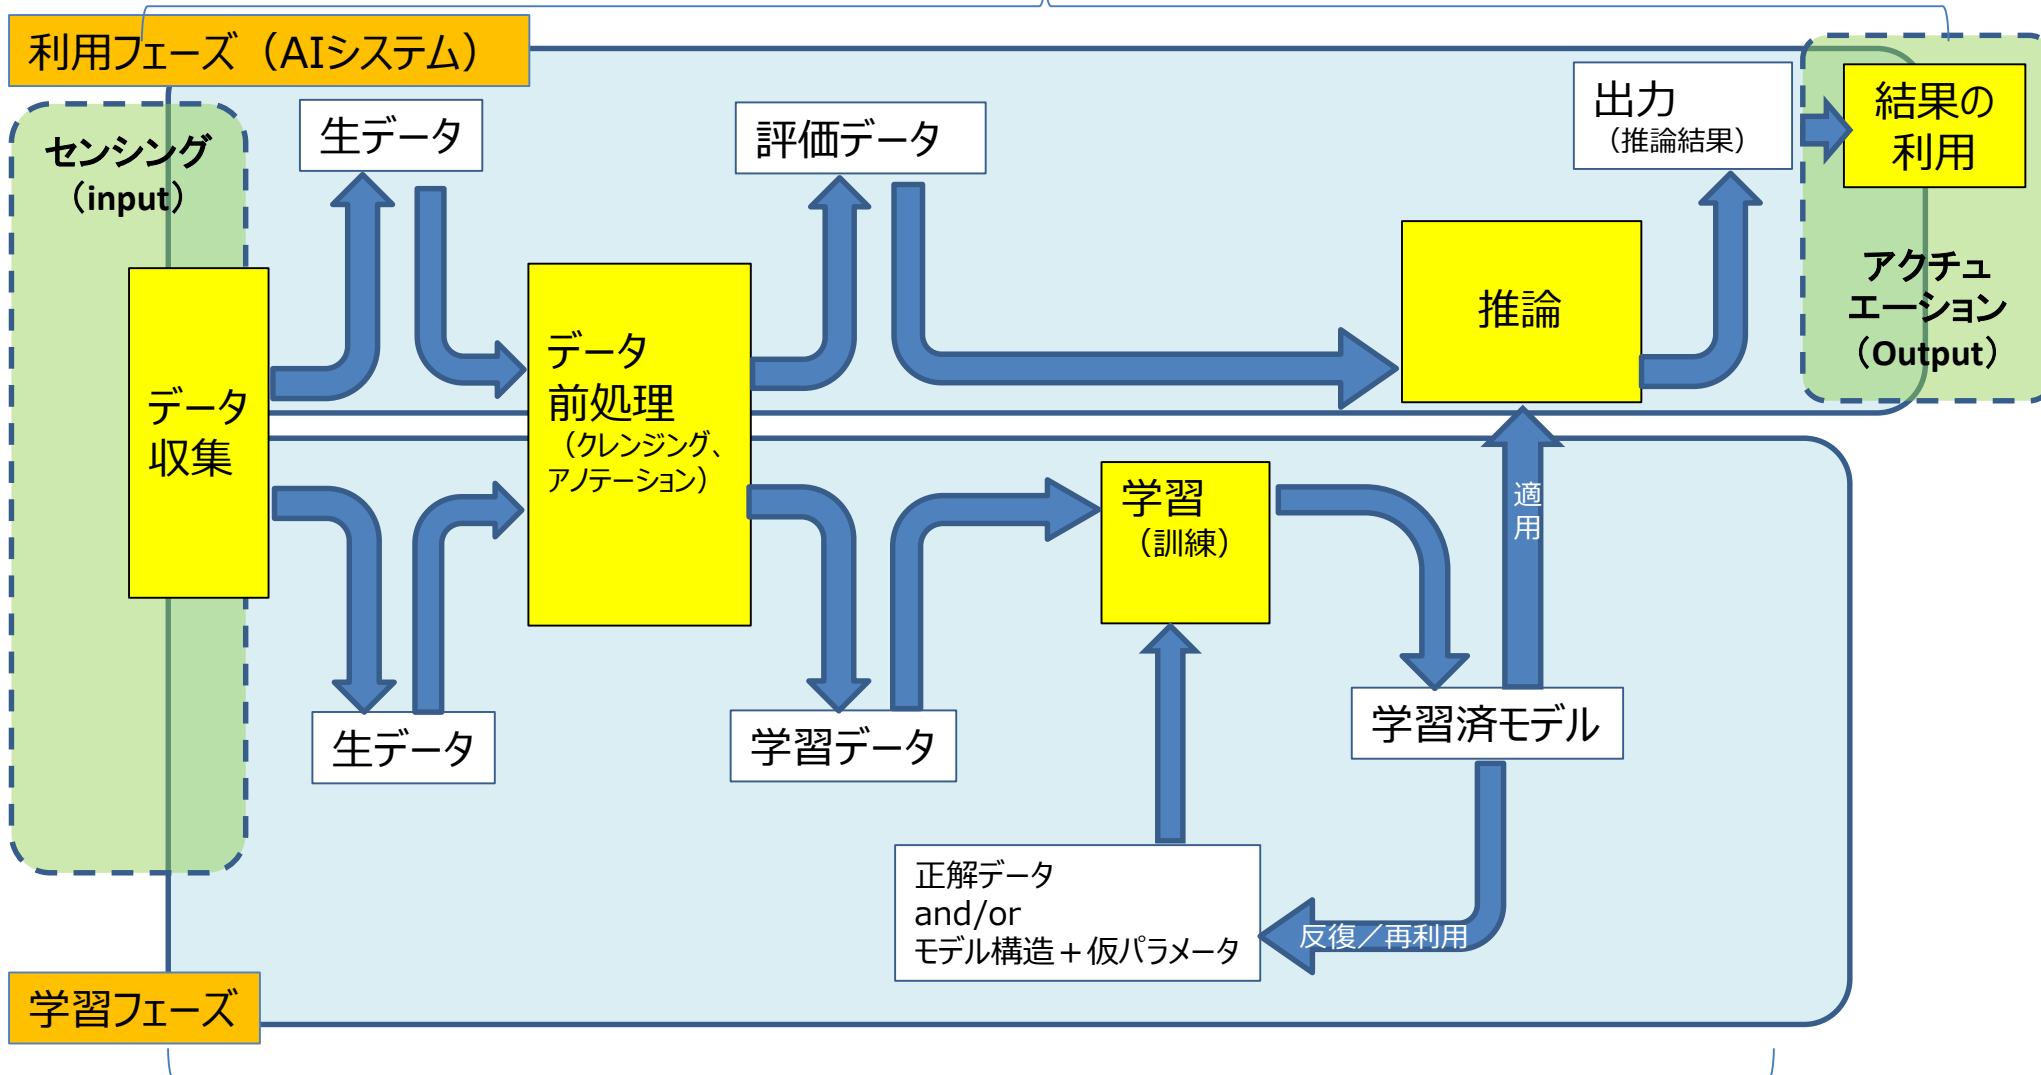 利用フェーズ（AIシステム）
センシング
（input）
生データ
評価データ
出力
（推論結果）
結果の
利用
アクチュ
エーション
（Output）
推論
データ
収集
データ
前処理
（クレンジング、
アノテーション）
学習
（訓練）
適
用
生データ
学習データ
学習済モデル
正解データ
and/or
モデル構造＋仮パラメータ
反復／再利用
学習フェーズ